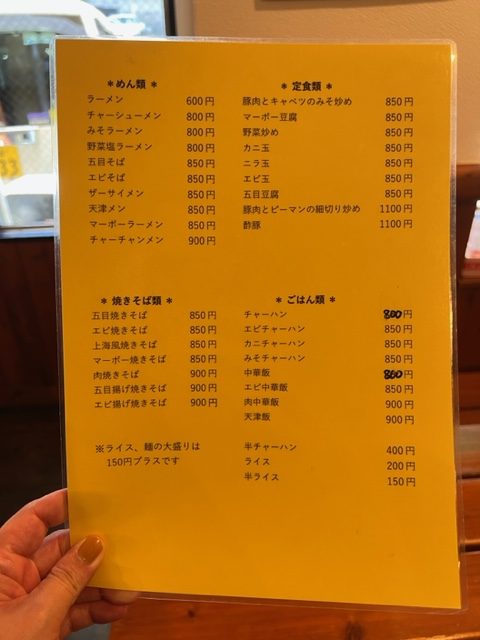 ＊めん類＊
ラーメン 600円
チャーシューメン 800円
みそラーメン 800円
野菜塩ラーメン 800円
五目そば 850円
エビそば 850円
ザーサイメン 850円
天津メン 850円
マーボーラーメン 850円
チャーチャンメン 900円
＊定食類＊
豚肉とキャベツのみそ炒め 850円
マーボー豆腐 850円
野菜炒め 850円
カニ玉 850円
ニラ玉 850円
エビ玉 850円
五目豆腐 850円
豚肉とピーマンの細切り炒め 1100円
酢豚 1100円
＊焼きそば類＊
五目焼きそば 850円
エビ焼きそば 850円
上海風焼きそば 850円
マーボー焼きそば 850円
肉焼きそば 900円
五目揚げ焼きそば 900円
エビ揚げ焼きそば 900円
※ライス、麺の大盛りは
150円プラスです
＊ごはん類＊
チャーハン 800円
エビチャーハン 850円
カニチャーハン 850円
みそチャーハン 850円
中華飯 800円
エビ中華飯 850円
肉中華飯 900円
天津飯 900円
半チャーハン 400円
ライス 200円
半ライス 150円